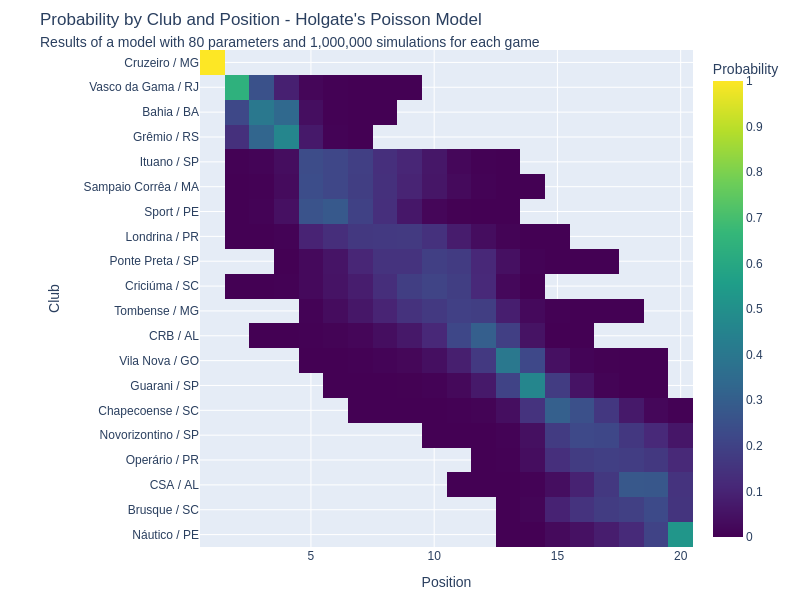 Probability by Club and Position - Holgate's Poisson Model
Results of a model with 80 parameters and 1,000,000 simulations for each game
Cruzeiro / MG
Vasco da Gama / RJ
Bahia / BA
Grêmio / RS
Ituano / SP
Sampaio Corrêa / MA
Sport / PE
Londrina / PR
Ponte Preta / SP
Criciúma / SC
Tombense / MG
CRB / AL
Vila Nova / GO
Guarani / SP
Chapecoense / SC
Novorizontino / SP
Operário / PR
CSA / AL
Brusque / SC
Náutico / PE
Club
5
10
15
20
Position
Probability
1
0.9
0.8
0.7
0.6
0.5
0.4
0.3
0.2
0.1
0